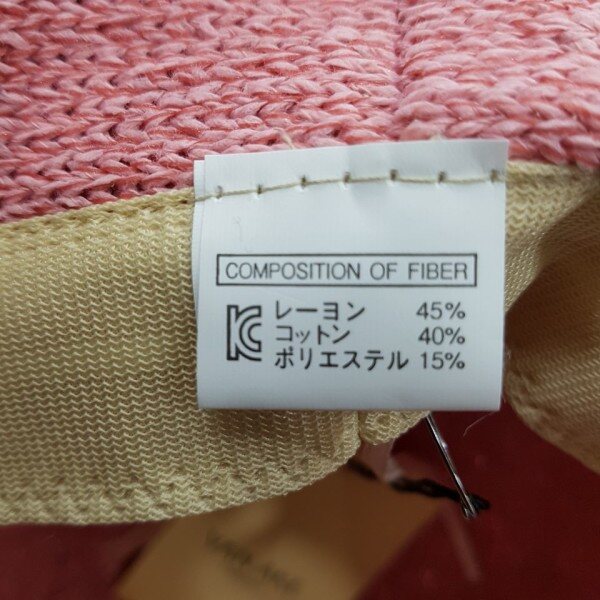 COMPOSITION OF FIBER
レーヨン 45%
コットン 40%
ポリエステル 15%